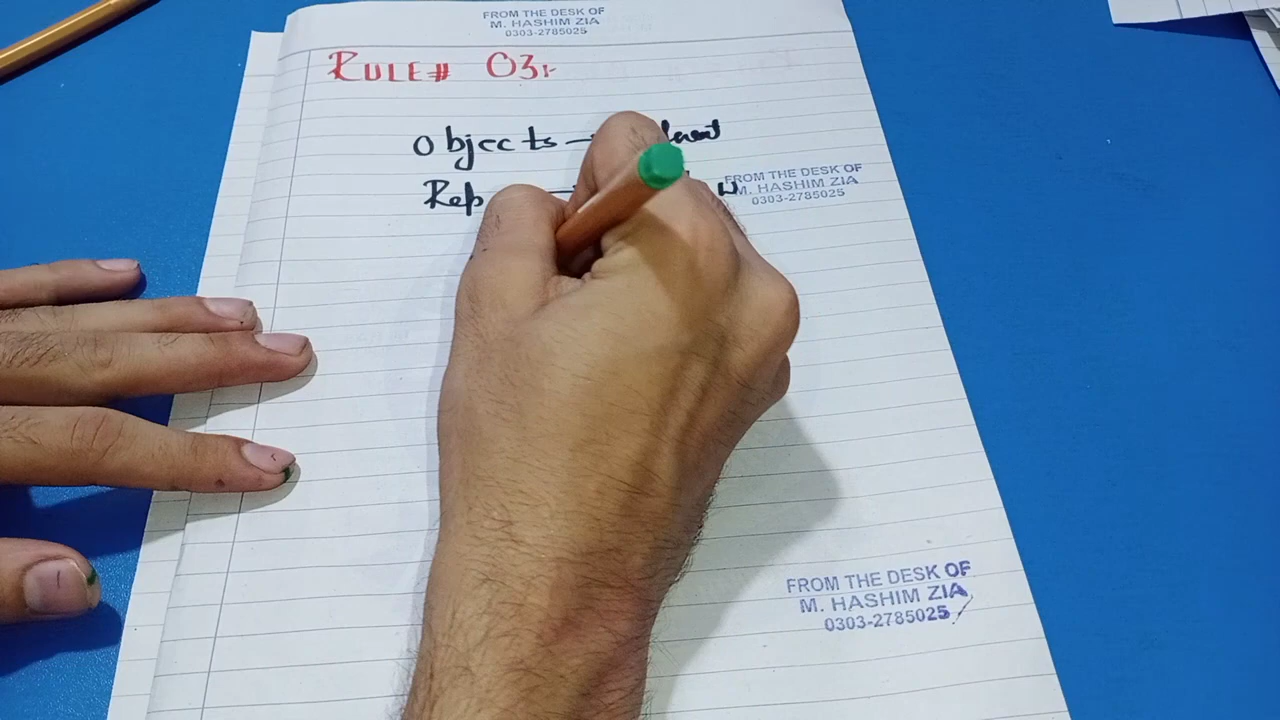 FROM THE DESK OF
M. HASHIM ZIA
0303-2785025
RULE# 03:-
Objects →
Rep
FROM THE DESK OF
M. HASHIM ZIA
0303-2785025
FROM THE DESK OF
M. HASHIM ZIA
0303-2785025